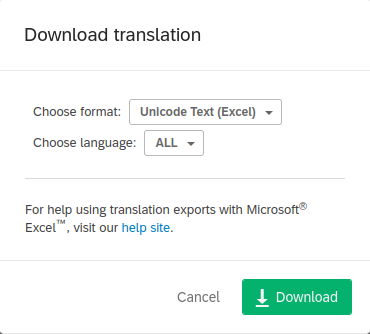 Download translation
Choose format: Unicode Text (Excel)
Choose language: ALL
For help using translation exports with Microsoft®
Excel™, visit our help site.
Cancel Download